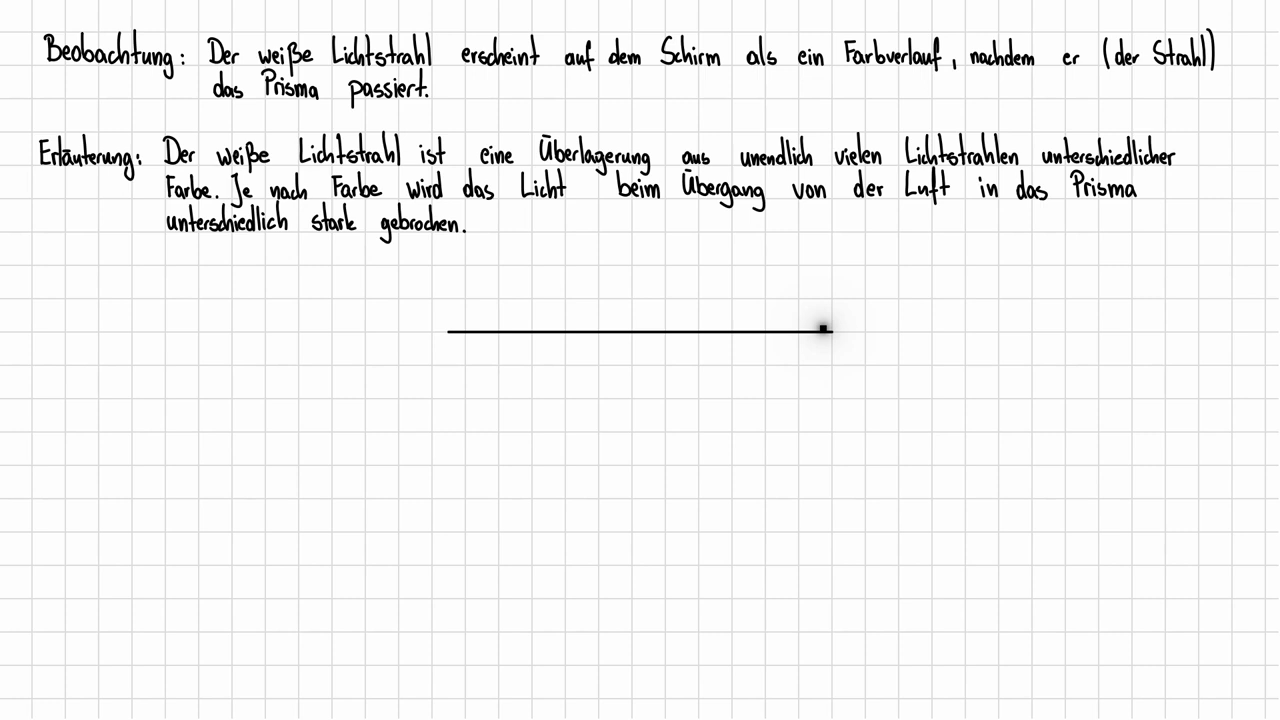 Beobachtung: Der weiße Lichtstrahl erscheint auf dem Schirm als ein Farbverlauf, nachdem er (der Strahl)
das Prisma passiert.
Erläuterung: Der weiße Lichtstrahl ist eine Überlagerung aus unendlich vielen Lichtstrahlen unterschiedlicher
Farbe. Je nach Farbe wird das Licht beim Übergang von der Luft in das Prisma
unterschiedlich stark gebrochen.